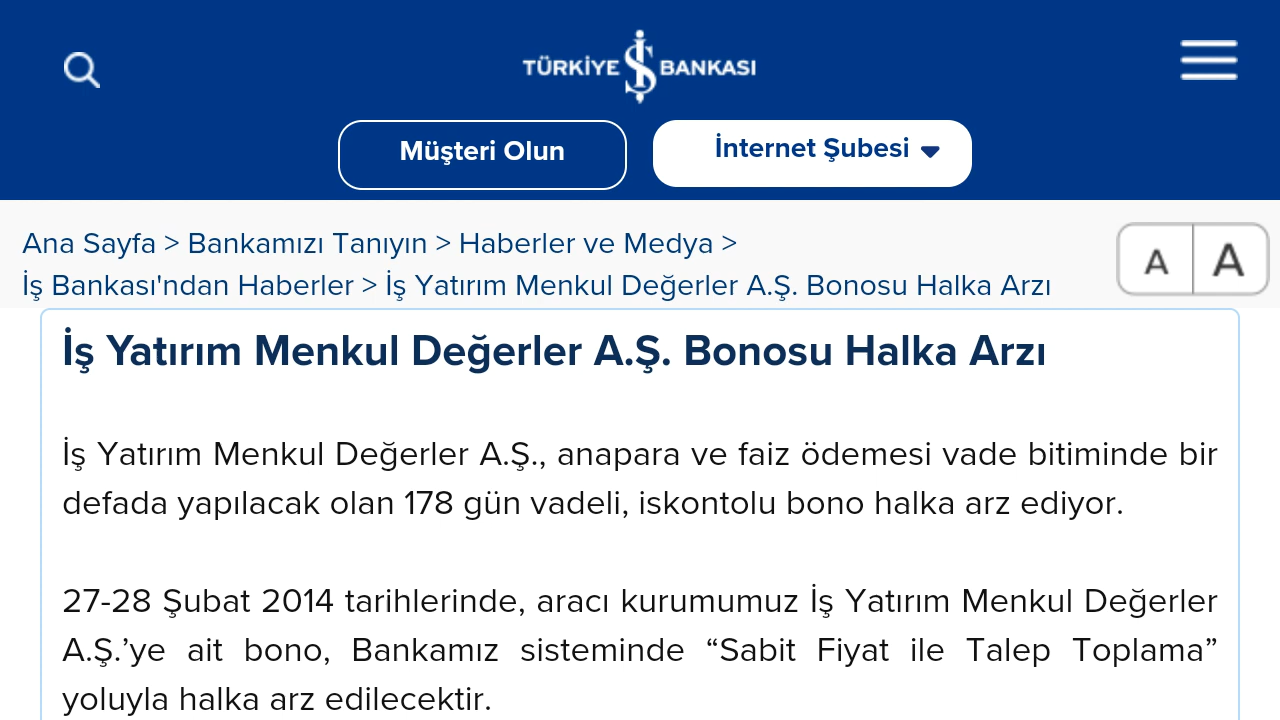 TÜRKİYE İŞ BANKASI
Müşteri Olun
İnternet Şubesi
Ana Sayfa > Bankamızı Tanıyın > Haberler ve Medya >
İş Bankası'ndan Haberler > İş Yatırım Menkul Değerler A.Ş. Bonosu Halka Arzı
A A
İş Yatırım Menkul Değerler A.Ş. Bonosu Halka Arzı
İş Yatırım Menkul Değerler A.Ş., anapara ve faiz ödemesi vade bitiminde bir
defada yapılacak olan 178 gün vadeli, iskontolu bono halka arz ediyor.
27-28 Şubat 2014 tarihlerinde, aracı kurumumuz İş Yatırım Menkul Değerler
A.Ş.’ye ait bono, Bankamız sisteminde “Sabit Fiyat ile Talep Toplama”
yoluyla halka arz edilecektir.